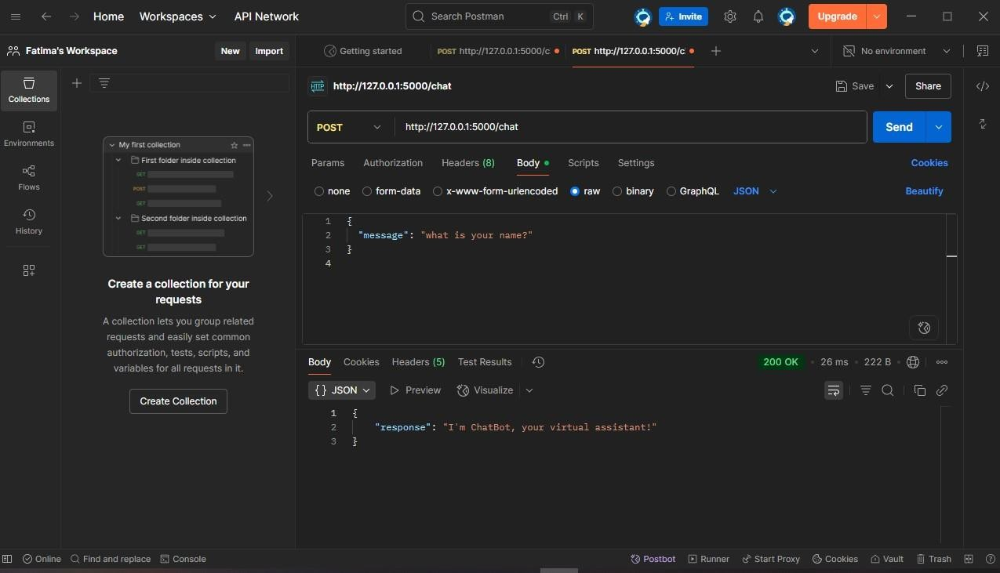 Home Workspaces API Network Search Postman Ctrl K Invite Upgrade
Fatima's Workspace New Import Getting started POST http://127.0.0.1:5000/c POST http://127.0.0.1:5000/c No environment
Collections
Environments
Flows
History
My first collection
First folder inside collection
GET
POST
GET
Second folder inside collection
GET
GET
Create a collection for your
requests
A collection lets you group related
requests and easily set common
authorization, tests, scripts, and
variables for all requests in it.
Create Collection
HTTP http://127.0.0.1:5000/chat Save Share
POST http://127.0.0.1:5000/chat Send
Params Authorization Headers (8) Body Scripts Settings Cookies
none form-data x-www-form-urlencoded raw binary GraphQL JSON Beautify
1 {
2 "message": "what is your name?"
3 }
4
Body Cookies Headers (5) Test Results 200 OK 26 ms 222 B
{} JSON Preview Visualize
1 {
2 "response": "I'm ChatBot, your virtual assistant!"
3 }
Online Find and replace Console Postbot Runner Start Proxy Cookies Vault Trash